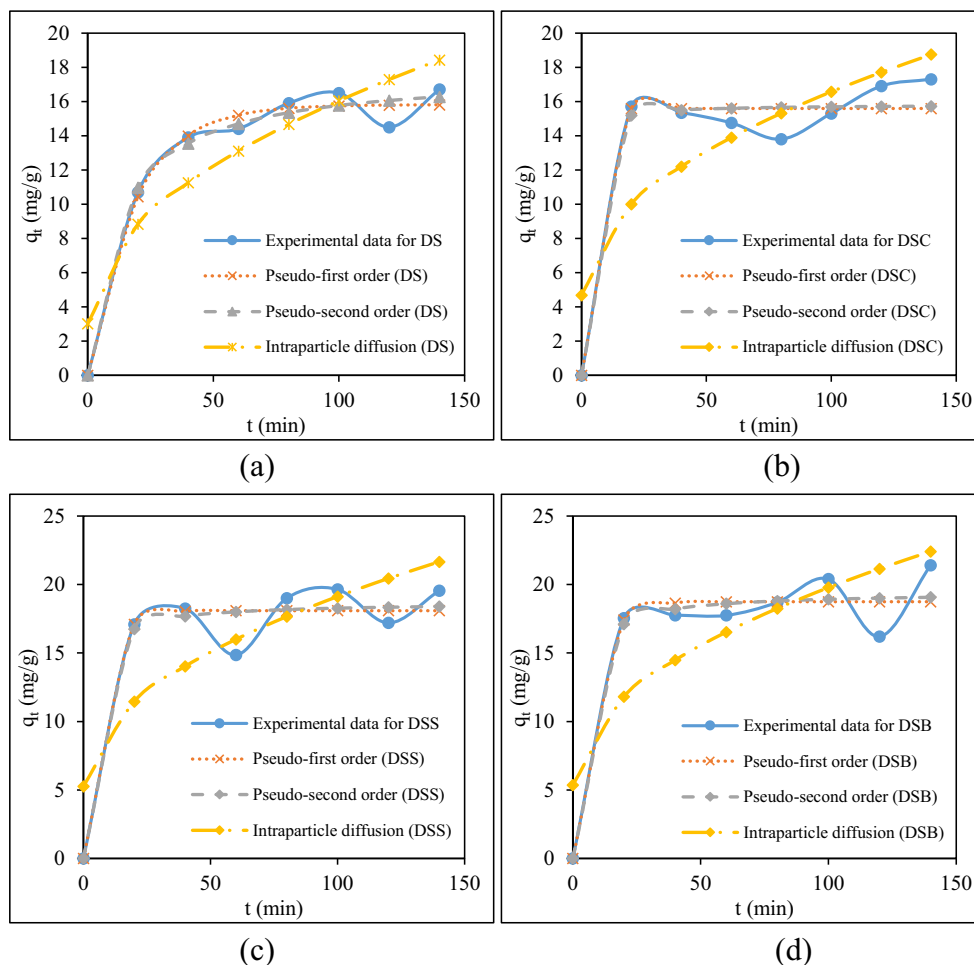 20
18
16
14
12
10
8
6
4
2
0
q_t (mg/g)
Experimental data for DS
Pseudo-first order (DS)
Pseudo-second order (DS)
Intraparticle diffusion (DS)
0 50 100 150
t (min)
(a)
20
18
16
14
12
10
8
6
4
2
0
q_t (mg/g)
Experimental data for DSC
Pseudo-first order (DSC)
Pseudo-second order (DSC)
Intraparticle diffusion (DSC)
0 50 100 150
t (min)
(b)
25
20
15
10
5
0
q_t (mg/g)
Experimental data for DSS
Pseudo-first order (DSS)
Pseudo-second order (DSS)
Intraparticle diffusion (DSS)
0 50 100 150
t (min)
(c)
25
20
15
10
5
0
q_t (mg/g)
Experimental data for DSB
Pseudo-first order (DSB)
Pseudo-second order (DSB)
Intraparticle diffusion (DSB)
0 50 100 150
t (min)
(d)